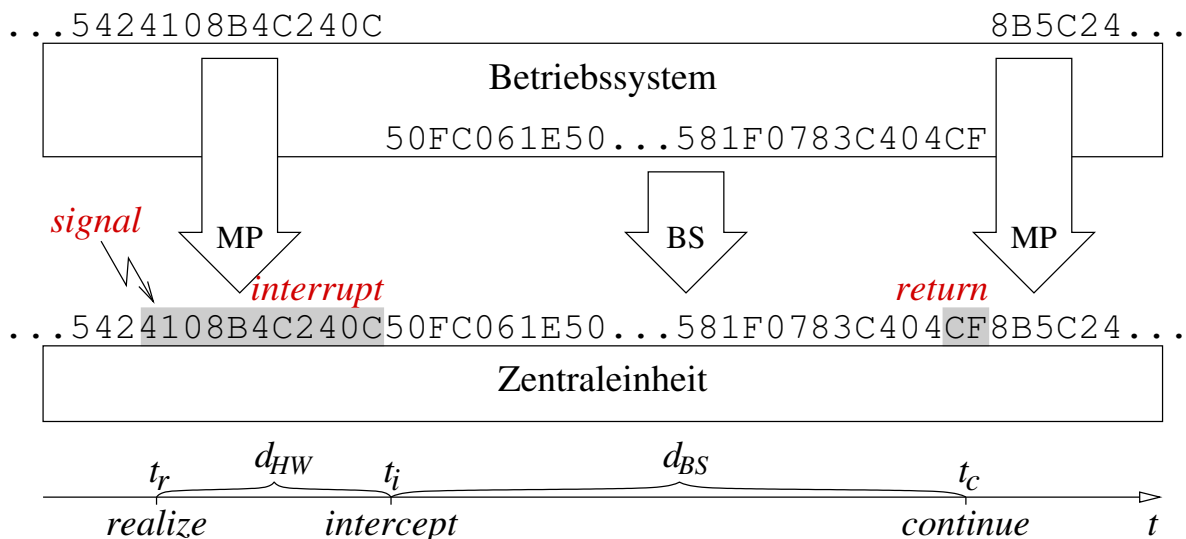 ...5424108B4C240C 8B5C24...
Betriebssystem
50FC061E50...581F0783C404CF
signal
MP BS MP
interrupt return
...5424108B4C240C50FC061E50...581F0783C404CF8B5C24...
Zentraleinheit
t_r d_HW t_i d_BS t_c
realize intercept continue t